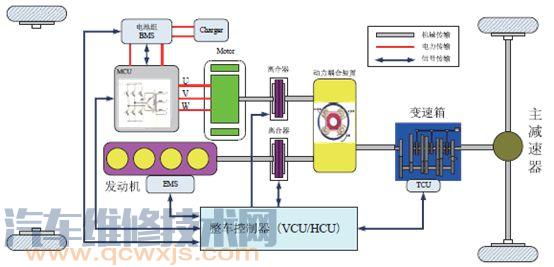 电池组
BMS
Charger
Motor
MCU
U
V
W
离合器
动力耦合装置
机械传输
电力传输
信号传输
离合器
变速箱
主减速器
发动机
EMS
TCU
整车控制器（VCU/HCU）
汽车维修技术网
www.qcwxjs.com